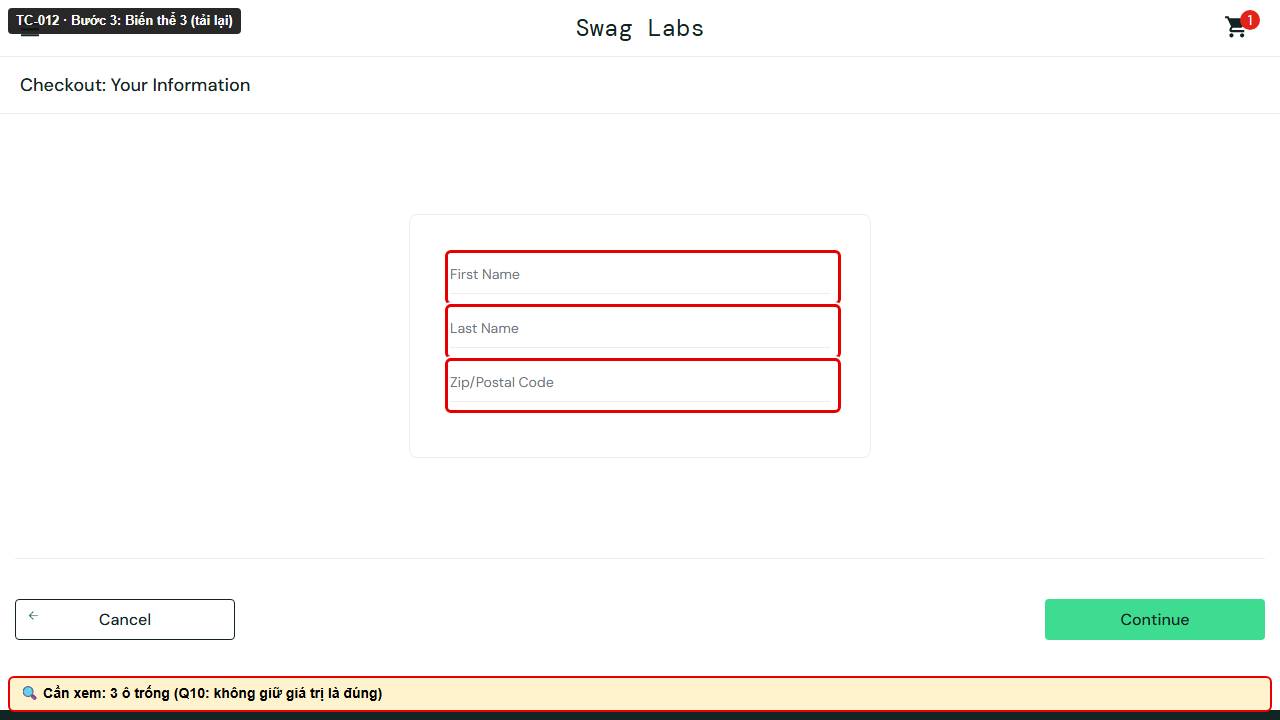 TC-012 · Bước 3: Biến thể 3 (tải lại)
Swag Labs
1
Checkout: Your Information
First Name
Last Name
Zip/Postal Code
Cancel
Continue
Cần xem: 3 ô trống (Q10: không giữ giá trị là đúng)